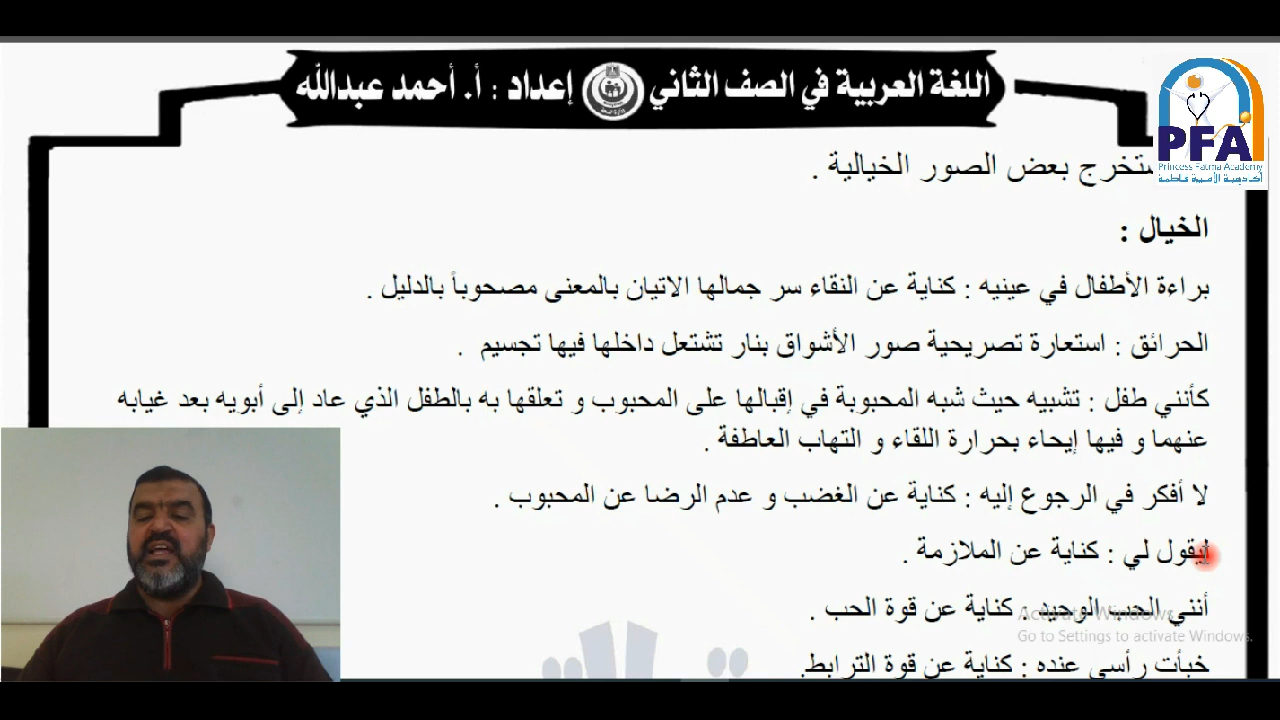 اللغة العربية في الصف الثاني إعداد : أ. أحمد عبدالله
PFA
Princess Fatma Academy
أكاديمية الأميرة فاطمة
ستخرج بعض الصور الخيالية .
الخيال :
براءة الأطفال في عينيه : كناية عن النقاء سر جمالها الاتيان بالمعنى مصحوباً بالدليل .
الحرائق : استعارة تصريحية صور الأشواق بنار تشتعل داخلها فيها تجسيم .
كأنني طفل : تشبيه حيث شبه المحبوبة في إقبالها على المحبوب و تعلقها به بالطفل الذي عاد إلى أبويه بعد غيابه
عنهما و فيها إيحاء بحرارة اللقاء و التهاب العاطفة .
لا أفكر في الرجوع إليه : كناية عن الغضب و عدم الرضا عن المحبوب .
ليقول لي : كناية عن الملازمة .
أنني الحب الوحيد . كناية عن قوة الحب .
Activate Windows
Go to Settings to activate Windows.
خبأت رأسي عنده : كناية عن قوة الترابط.